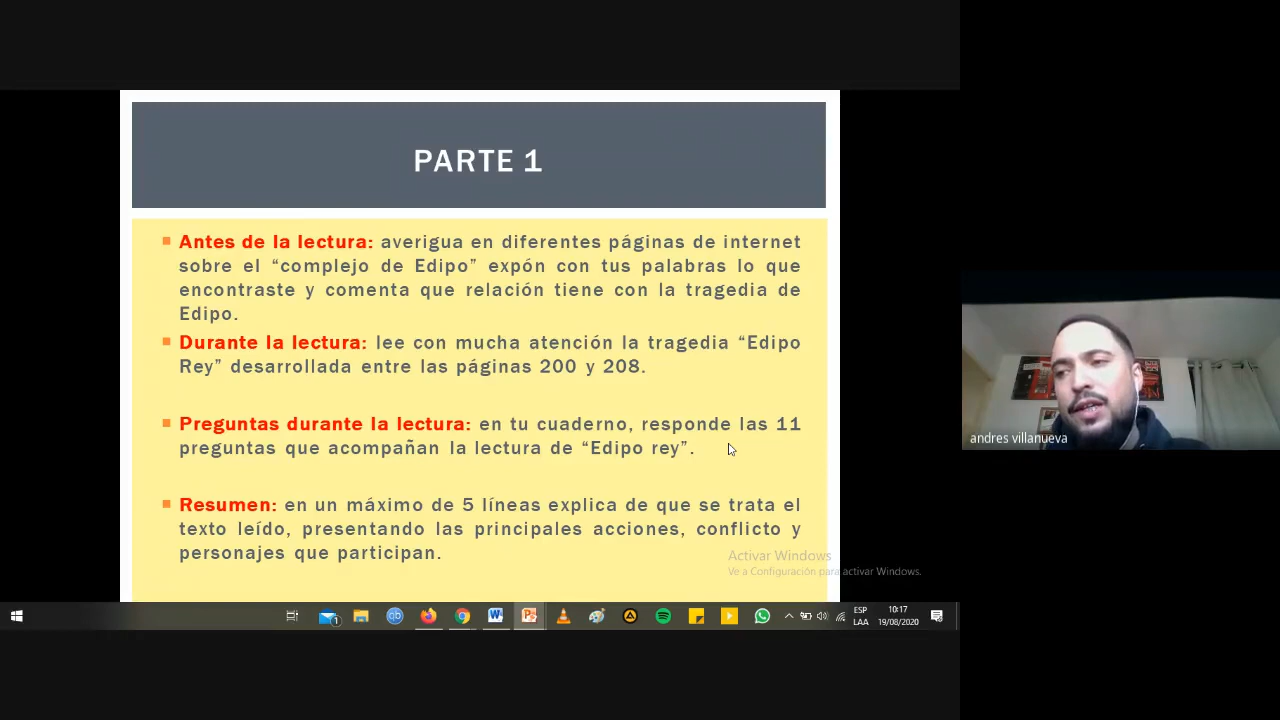 PARTE 1
Antes de la lectura: averigua en diferentes páginas de internet
sobre el “complejo de Edipo” expón con tus palabras lo que
encontraste y comenta que relación tiene con la tragedia de
Edipo.
Durante la lectura: lee con mucha atención la tragedia “Edipo
Rey” desarrollada entre las páginas 200 y 208.
Preguntas durante la lectura: en tu cuaderno, responde las 11
preguntas que acompañan la lectura de “Edipo rey”.
Resumen: en un máximo de 5 líneas explica de que se trata el
texto leído, presentando las principales acciones, conflicto y
personajes que participan.
Activar Windows
Ve a Configuración para activar Windows.
andres villanueva
ESP
LAA
10:17
19/08/2020